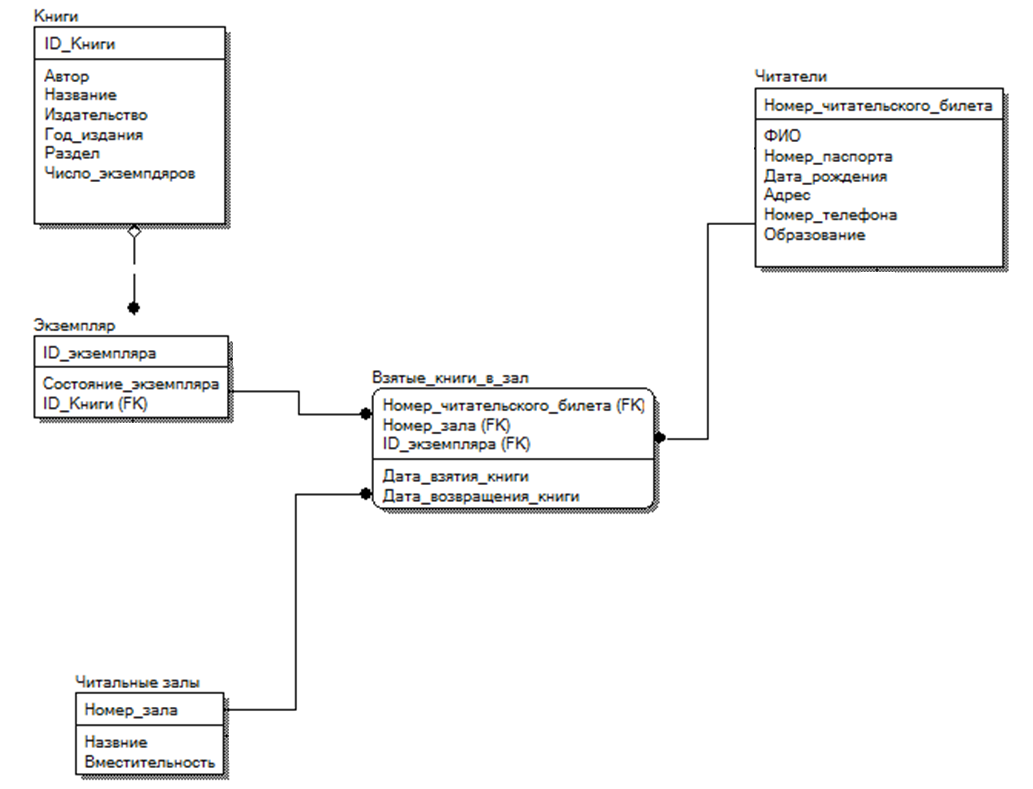 Книги
ID_Книги
Автор
Название
Издательство
Год_издания
Раздел
Число_экземпдяров
Читатели
Номер_читательского_билета
ФИО
Номер_паспорта
Дата_рождения
Адрес
Номер_телефона
Образование
Экземпляр
ID_экземпляра
Состояние_экземпляра
ID_Книги (FK)
Взятые_книги_в_зал
Номер_читательского_билета (FK)
Номер_зала (FK)
ID_экземпляра (FK)
Дата_взятия_книги
Дата_возвращения_книги
Читальные залы
Номер_зала
Назвние
Вместительность